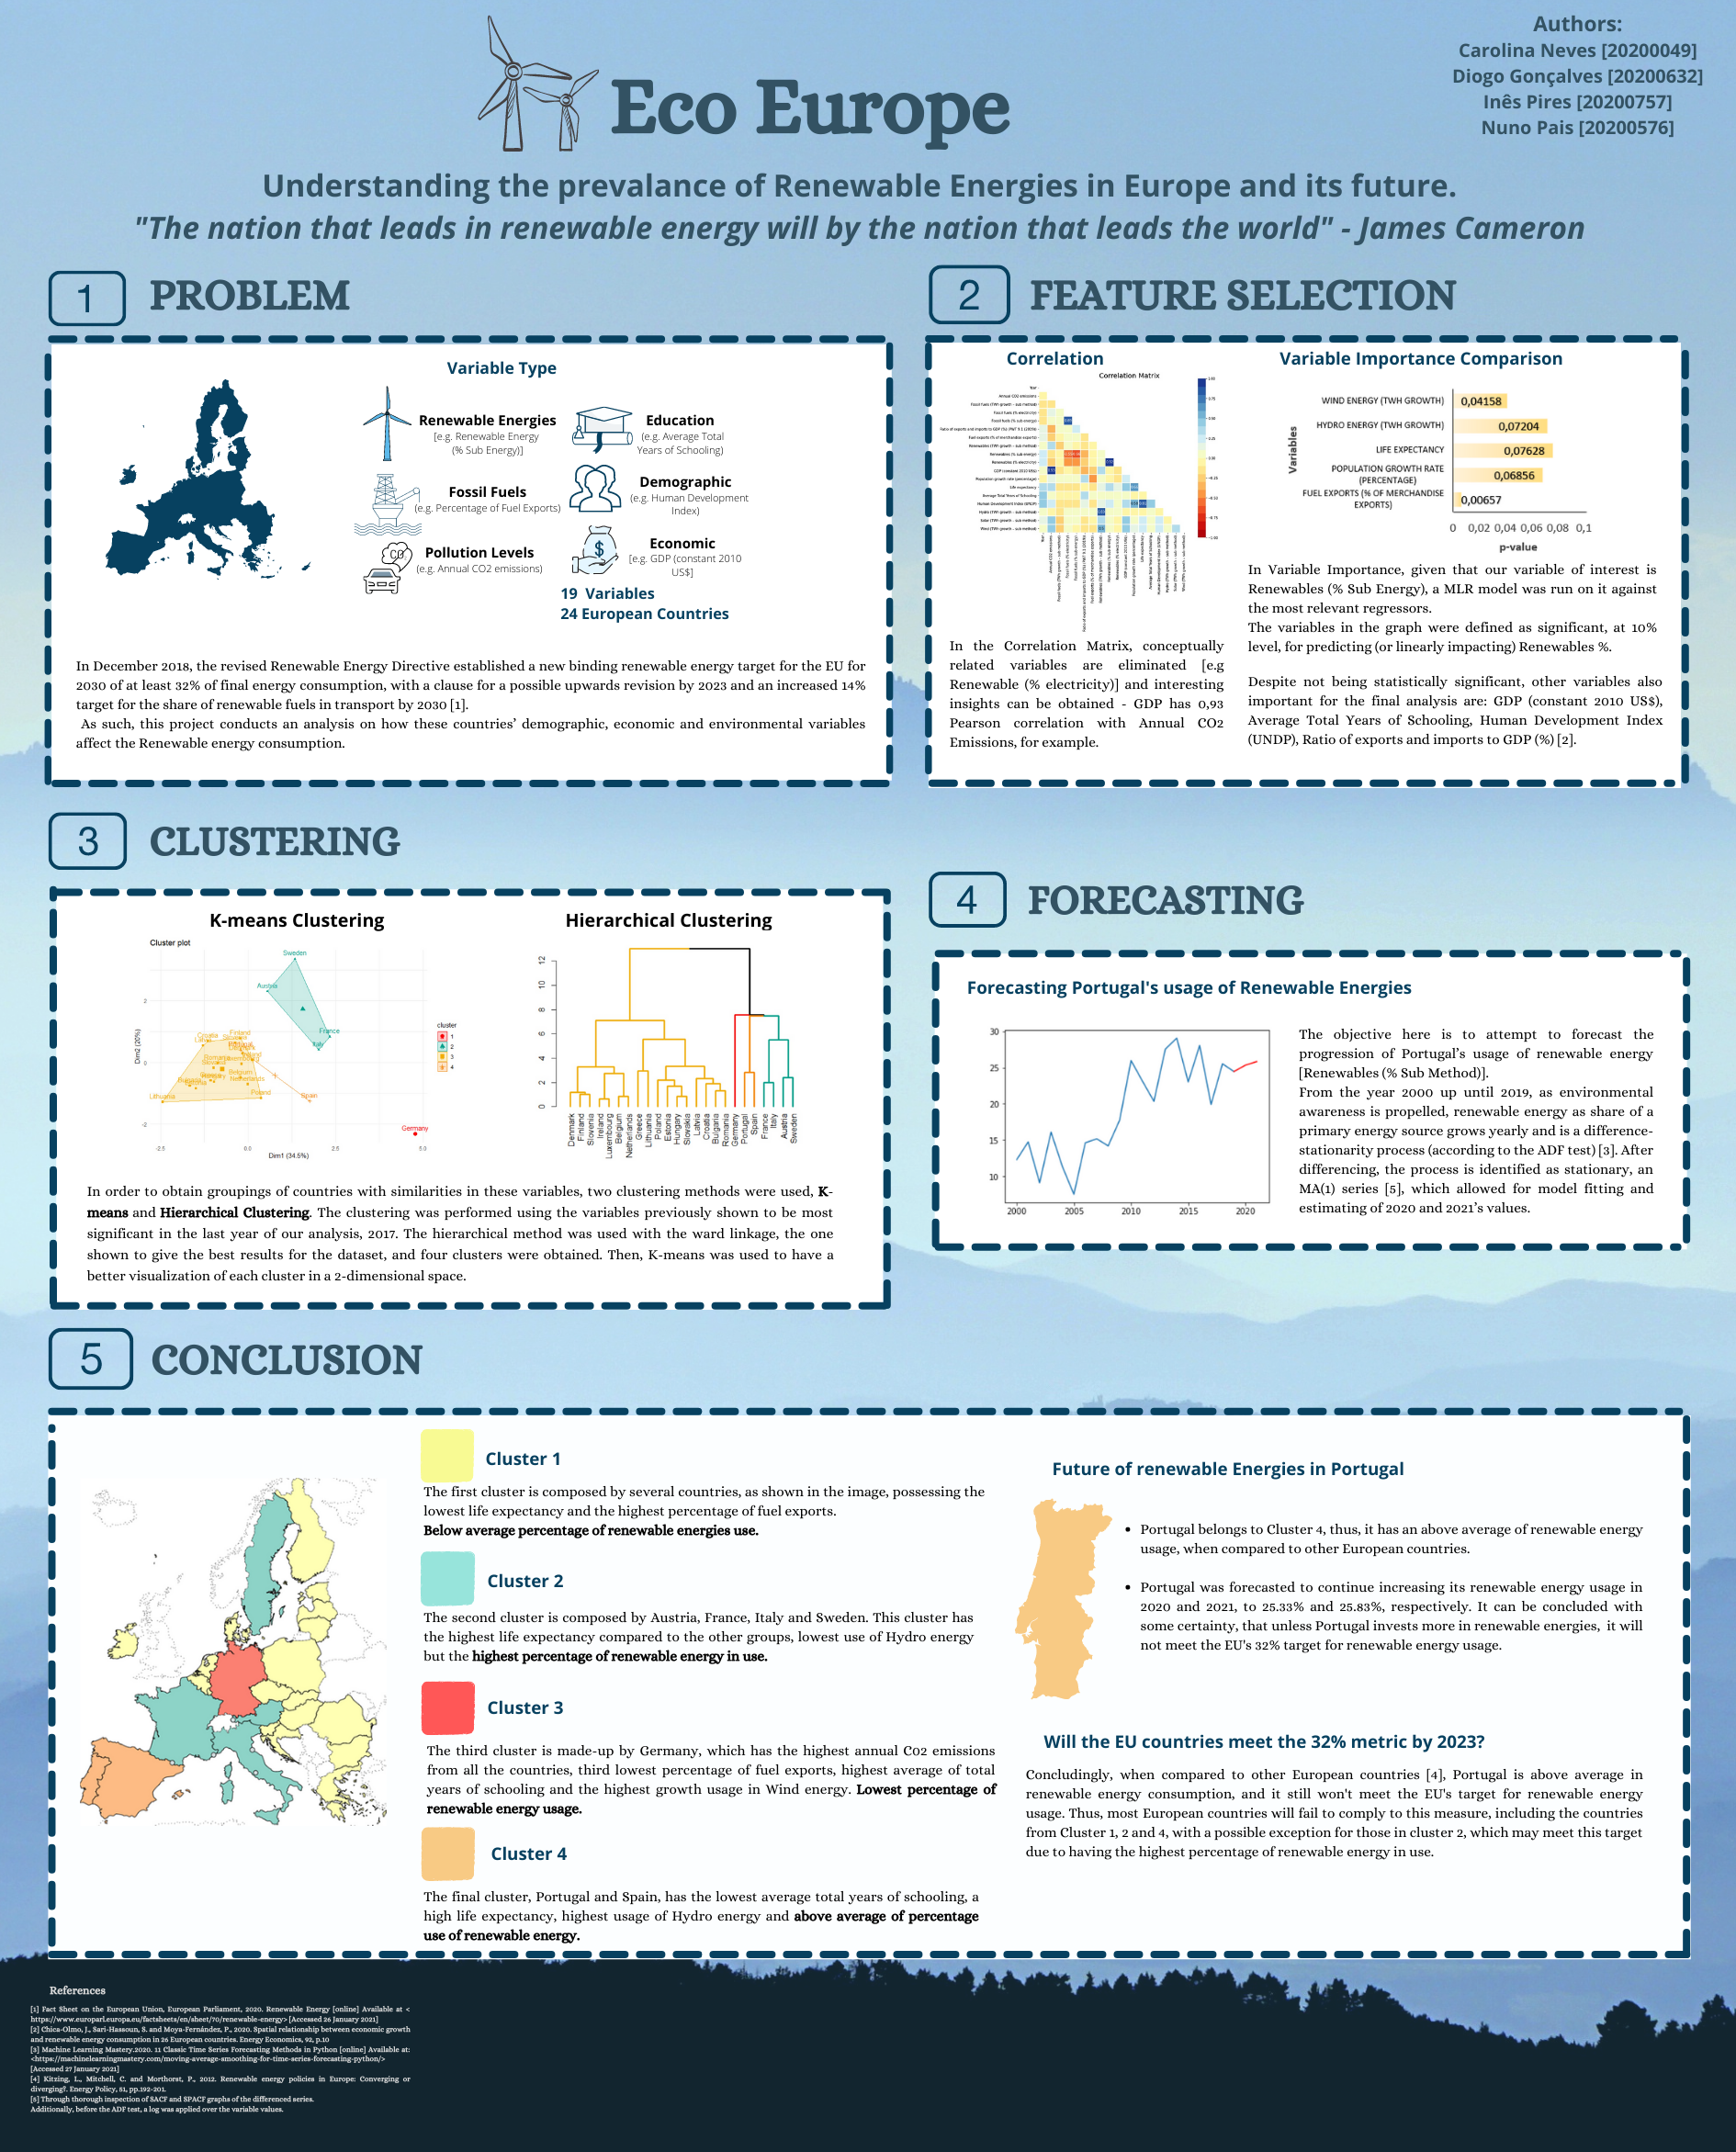 Authors:
Carolina Neves [20200049]
Diogo Gonçalves [20200632]
Inês Pires [20200757]
Nuno Pais [20200576]
Eco Europe
Understanding the prevalance of Renewable Energies in Europe and its future.
"The nation that leads in renewable energy will by the nation that leads the world" - James Cameron
1 PROBLEM
Variable Type
Renewable Energies
[e.g. Renewable Energy
(% Sub Energy)]
Education
(e.g. Average Total
Years of Schooling)
Fossil Fuels
(e.g. Percentage of Fuel Exports)
Demographic
(e.g. Human Development
Index)
CO
Pollution Levels
(e.g. Annual CO2 emissions)
$
Economic
[e.g. GDP (constant 2010
US$]
19 Variables
24 European Countries
In December 2018, the revised Renewable Energy Directive established a new binding renewable energy target for the EU for
2030 of at least 32% of final energy consumption, with a clause for a possible upwards revision by 2023 and an increased 14%
target for the share of renewable fuels in transport by 2030 [1].
As such, this project conducts an analysis on how these countries' demographic, economic and environmental variables
affect the Renewable energy consumption.
2 FEATURE SELECTION
Correlation
Correlation Matrix
In the Correlation Matrix, conceptually
related variables are eliminated [e.g
Renewable (% electricity)] and interesting
insights can be obtained - GDP has 0,93
Pearson correlation with Annual CO2
Emissions, for example.
Variable Importance Comparison
Variables
WIND ENERGY (TWH GROWTH) 0,04158
HYDRO ENERGY (TWH GROWTH) 0,07204
LIFE EXPECTANCY 0,07628
POPULATION GROWTH RATE
(PERCENTAGE) 0,06856
FUEL EXPORTS (% OF MERCHANDISE
EXPORTS) 0,00657
0 0,02 0,04 0,06 0,08 0,1
p-value
In Variable Importance, given that our variable of interest is
Renewables (% Sub Energy), a MLR model was run on it against
the most relevant regressors.
The variables in the graph were defined as significant, at 10%
level, for predicting (or linearly impacting) Renewables %.
Despite not being statistically significant, other variables also
important for the final analysis are: GDP (constant 2010 US$),
Average Total Years of Schooling, Human Development Index
(UNDP), Ratio of exports and imports to GDP (%) [2].
3 CLUSTERING
K-means Clustering
Cluster plot
Dim2 (20%)
2
0
-2
-2.5 0.0 2.5 5.0
Dim1 (34.5%)
Sweden
Austria
France
Italy
Croatia
Finland
Belgium
Netherlands
Poland
Lithuania
Spain
Germany
cluster
1
2
3
4
Hierarchical Clustering
0 2 4 6 8 10 12
Denmark
Finland
Slovenia
Ireland
Luxembourg
Belgium
Netherlands
Greece
Lithuania
Poland
Estonia
Hungary
Slovakia
Latvia
Croatia
Bulgaria
Romania
Germany
Portugal
Spain
France
Italy
Austria
Sweden
In order to obtain groupings of countries with similarities in these variables, two clustering methods were used, K-
means and Hierarchical Clustering. The clustering was performed using the variables previously shown to be most
significant in the last year of our analysis, 2017. The hierarchical method was used with the ward linkage, the one
shown to give the best results for the dataset, and four clusters were obtained. Then, K-means was used to have a
better visualization of each cluster in a 2-dimensional space.
4 FORECASTING
Forecasting Portugal's usage of Renewable Energies
30
25
20
15
10
2000 2005 2010 2015 2020
The objective here is to attempt to forecast the
progression of Portugal's usage of renewable energy
[Renewables (% Sub Method)].
From the year 2000 up until 2019, as environmental
awareness is propelled, renewable energy as share of a
primary energy source grows yearly and is a difference-
stationarity process (according to the ADF test) [3]. After
differencing, the process is identified as stationary, an
MA(1) series [5], which allowed for model fitting and
estimating of 2020 and 2021's values.
5 CONCLUSION
Cluster 1
The first cluster is composed by several countries, as shown in the image, possessing the
lowest life expectancy and the highest percentage of fuel exports.
Below average percentage of renewable energies use.
Cluster 2
The second cluster is composed by Austria, France, Italy and Sweden. This cluster has
the highest life expectancy compared to the other groups, lowest use of Hydro energy
but the highest percentage of renewable energy in use.
Cluster 3
The third cluster is made-up by Germany, which has the highest annual C02 emissions
from all the countries, third lowest percentage of fuel exports, highest average of total
years of schooling and the highest growth usage in Wind energy. Lowest percentage of
renewable energy usage.
Cluster 4
The final cluster, Portugal and Spain, has the lowest average total years of schooling, a
high life expectancy, highest usage of Hydro energy and above average of percentage
use of renewable energy.
Future of renewable Energies in Portugal
• Portugal belongs to Cluster 4, thus, it has an above average of renewable energy
usage, when compared to other European countries.
• Portugal was forecasted to continue increasing its renewable energy usage in
2020 and 2021, to 25.33% and 25.83%, respectively. It can be concluded with
some certainty, that unless Portugal invests more in renewable energies, it will
not meet the EU's 32% target for renewable energy usage.
Will the EU countries meet the 32% metric by 2023?
Concludingly, when compared to other European countries [4], Portugal is above average in
renewable energy consumption, and it still won't meet the EU's target for renewable energy
usage. Thus, most European countries will fail to comply to this measure, including the countries
from Cluster 1, 2 and 4, with a possible exception for those in cluster 2, which may meet this target
due to having the highest percentage of renewable energy in use.
References
[1] Fact Sheet on the European Union, European Parliament, 2020. Renewable Energy [online] Available at <
https://www.europarl.europa.eu/factsheets/en/sheet/70/renewable-energy> [Accessed 26 January 2021]
[2] Chica-Olmo, J., Sari-Hassoun, S. and Moya-Fernández, P., 2020. Spatial relationship between economic growth
and renewable energy consumption in 26 European countries. Energy Economics, 92, p.10
[3] Machine Learning Mastery.2020. 11 Classic Time Series Forecasting Methods in Python [online] Available at:
<https://machinelearningmastery.com/moving-average-smoothing-for-time-series-forecasting-python/>
[Accessed 27 January 2021]
[4] Kitzing, L., Mitchell, C. and Morthorst, P., 2012. Renewable energy policies in Europe: Converging or
diverging?. Energy Policy, 51, pp.192-201.
[5] Through thorough inspection of SACF and SPACF graphs of the differenced series.
Additionally, before the ADF test, a log was applied over the variable values.